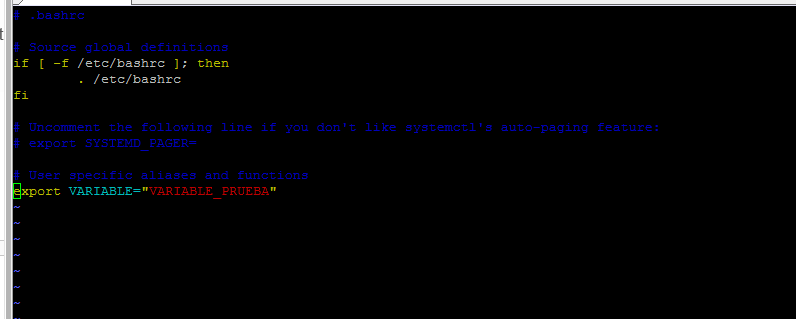 # .bashrc
# Source global definitions
if [ -f /etc/bashrc ]; then
. /etc/bashrc
fi
# Uncomment the following line if you don't like systemctl's auto-paging feature:
# export SYSTEMD_PAGER=
# User specific aliases and functions
export VARIABLE="VARIABLE_PRUEBA"
~
~
~
~
~
~
~
~